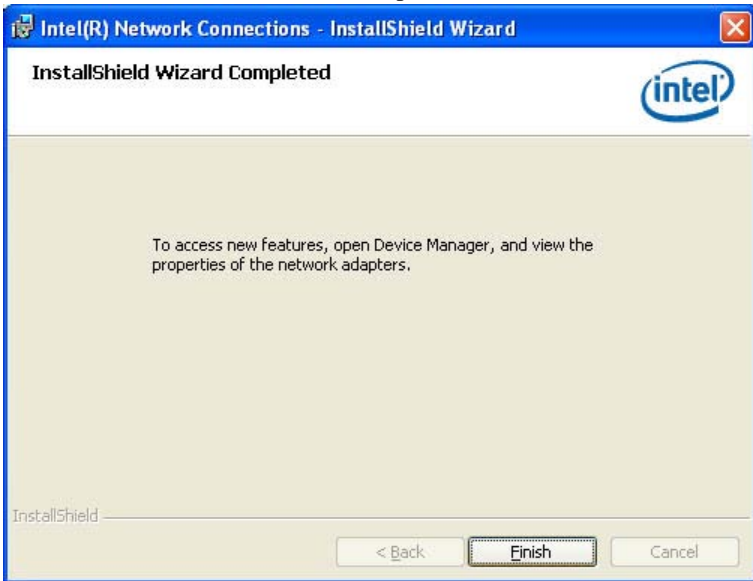 Intel(R) Network Connections - InstallShield Wizard
InstallShield Wizard Completed
intel
To access new features, open Device Manager, and view the
properties of the network adapters.
InstallShield
< Back
Finish
Cancel